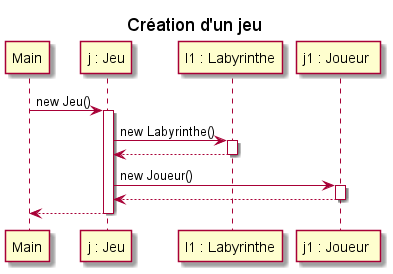 Création d'un jeu
Main j : Jeu l1 : Labyrinthe j1 : Joueur
new Jeu()
new Labyrinthe()
new Joueur()
Main j : Jeu l1 : Labyrinthe j1 : Joueur